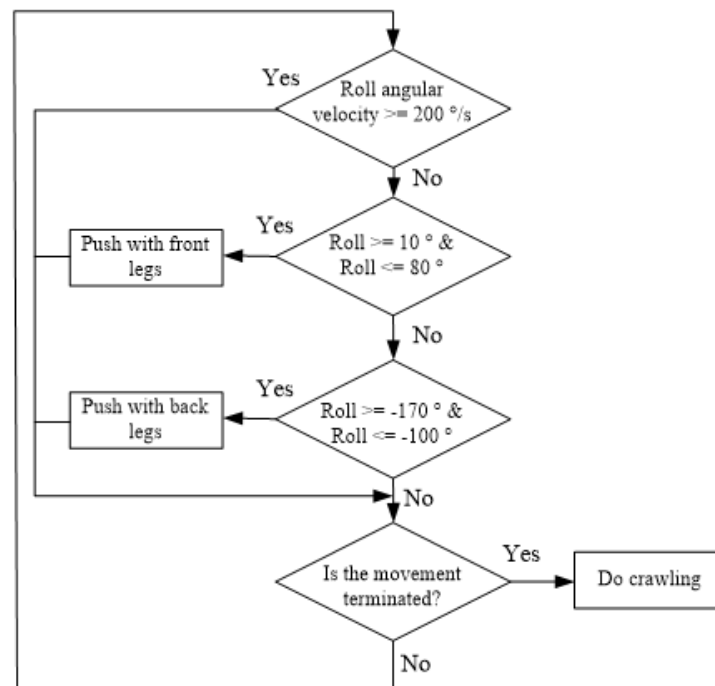 Yes
Roll angular
velocity >= 200 °/s
No
Push with front
legs
Yes
Roll >= 10 ° &
Roll <= 80 °
No
Push with back
legs
Yes
Roll >= -170 ° &
Roll <= -100 °
No
Is the movement
terminated?
Yes
Do crawling
No